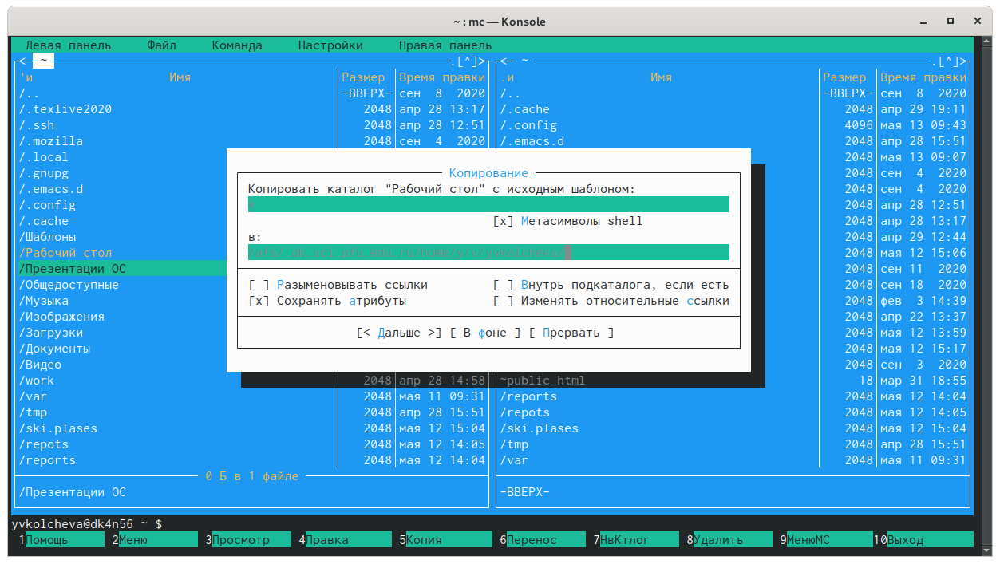 ~ : mc — Konsole
Левая панель Файл Команда Настройки Правая панель
<— ~ .[^]> <— ~ .[^]>
'и Имя Размер Время правки .и Имя Размер Время правки
/.. -ВВЕРХ- сен 8 2020 /.. -ВВЕРХ- сен 8 2020
/.texlive2020 2048 апр 28 13:17 /.cache 2048 апр 29 19:11
/.ssh 2048 апр 28 12:51 /.config 4096 мая 13 09:43
/.mozilla 2048 сен 4 2020 /.emacs.d 2048 апр 28 15:51
/.local 2048 мая 13 09:07
/.gnupg Копирование 2048 сен 4 2020
/.emacs.d Копировать каталог "Рабочий стол" с исходным шаблоном: 2048 сен 4 2020
/.config 2048 апр 28 12:51
/.cache [x] Метасимволы shell 2048 апр 28 13:17
/Шаблоны в: 2048 апр 29 12:44
/Рабочий стол /afs/.dk.sci.pfu.edu.ru/home/y/v/yvkolcheva/ 2048 мая 12 15:06
/Презентации ОС 2048 сен 11 2020
/Общедоступные [ ] Разыменовывать ссылки [ ] Внутрь подкаталога, если есть 2048 сен 18 2020
/Музыка [x] Сохранять атрибуты [ ] Изменять относительные ссылки 2048 фев 3 14:39
/Изображения 2048 апр 22 13:37
/Загрузки [< Дальше >] [ В фоне ] [ Прервать ] 2048 мая 12 13:59
/Документы 2048 мая 12 15:17
/Видео 2048 сен 3 2020
/work 2048 апр 28 14:58 ~public_html 18 мар 31 18:55
/var 2048 мая 11 09:31 /reports 2048 мая 12 14:04
/tmp 2048 апр 28 15:51 /repots 2048 мая 12 14:05
/ski.plases 2048 мая 12 15:04 /ski.plases 2048 мая 12 15:04
/repots 2048 мая 12 14:05 /tmp 2048 апр 28 15:51
/reports 2048 мая 12 14:04 /var 2048 мая 11 09:31
0 Б в 1 файле
/Презентации ОС -ВВЕРХ-
yvkolcheva@dk4n56 ~ $
1Помощь 2Меню 3Просмотр 4Правка 5Копия 6Перенос 7НвКтлог 8Удалить 9МенюMC 10Выход